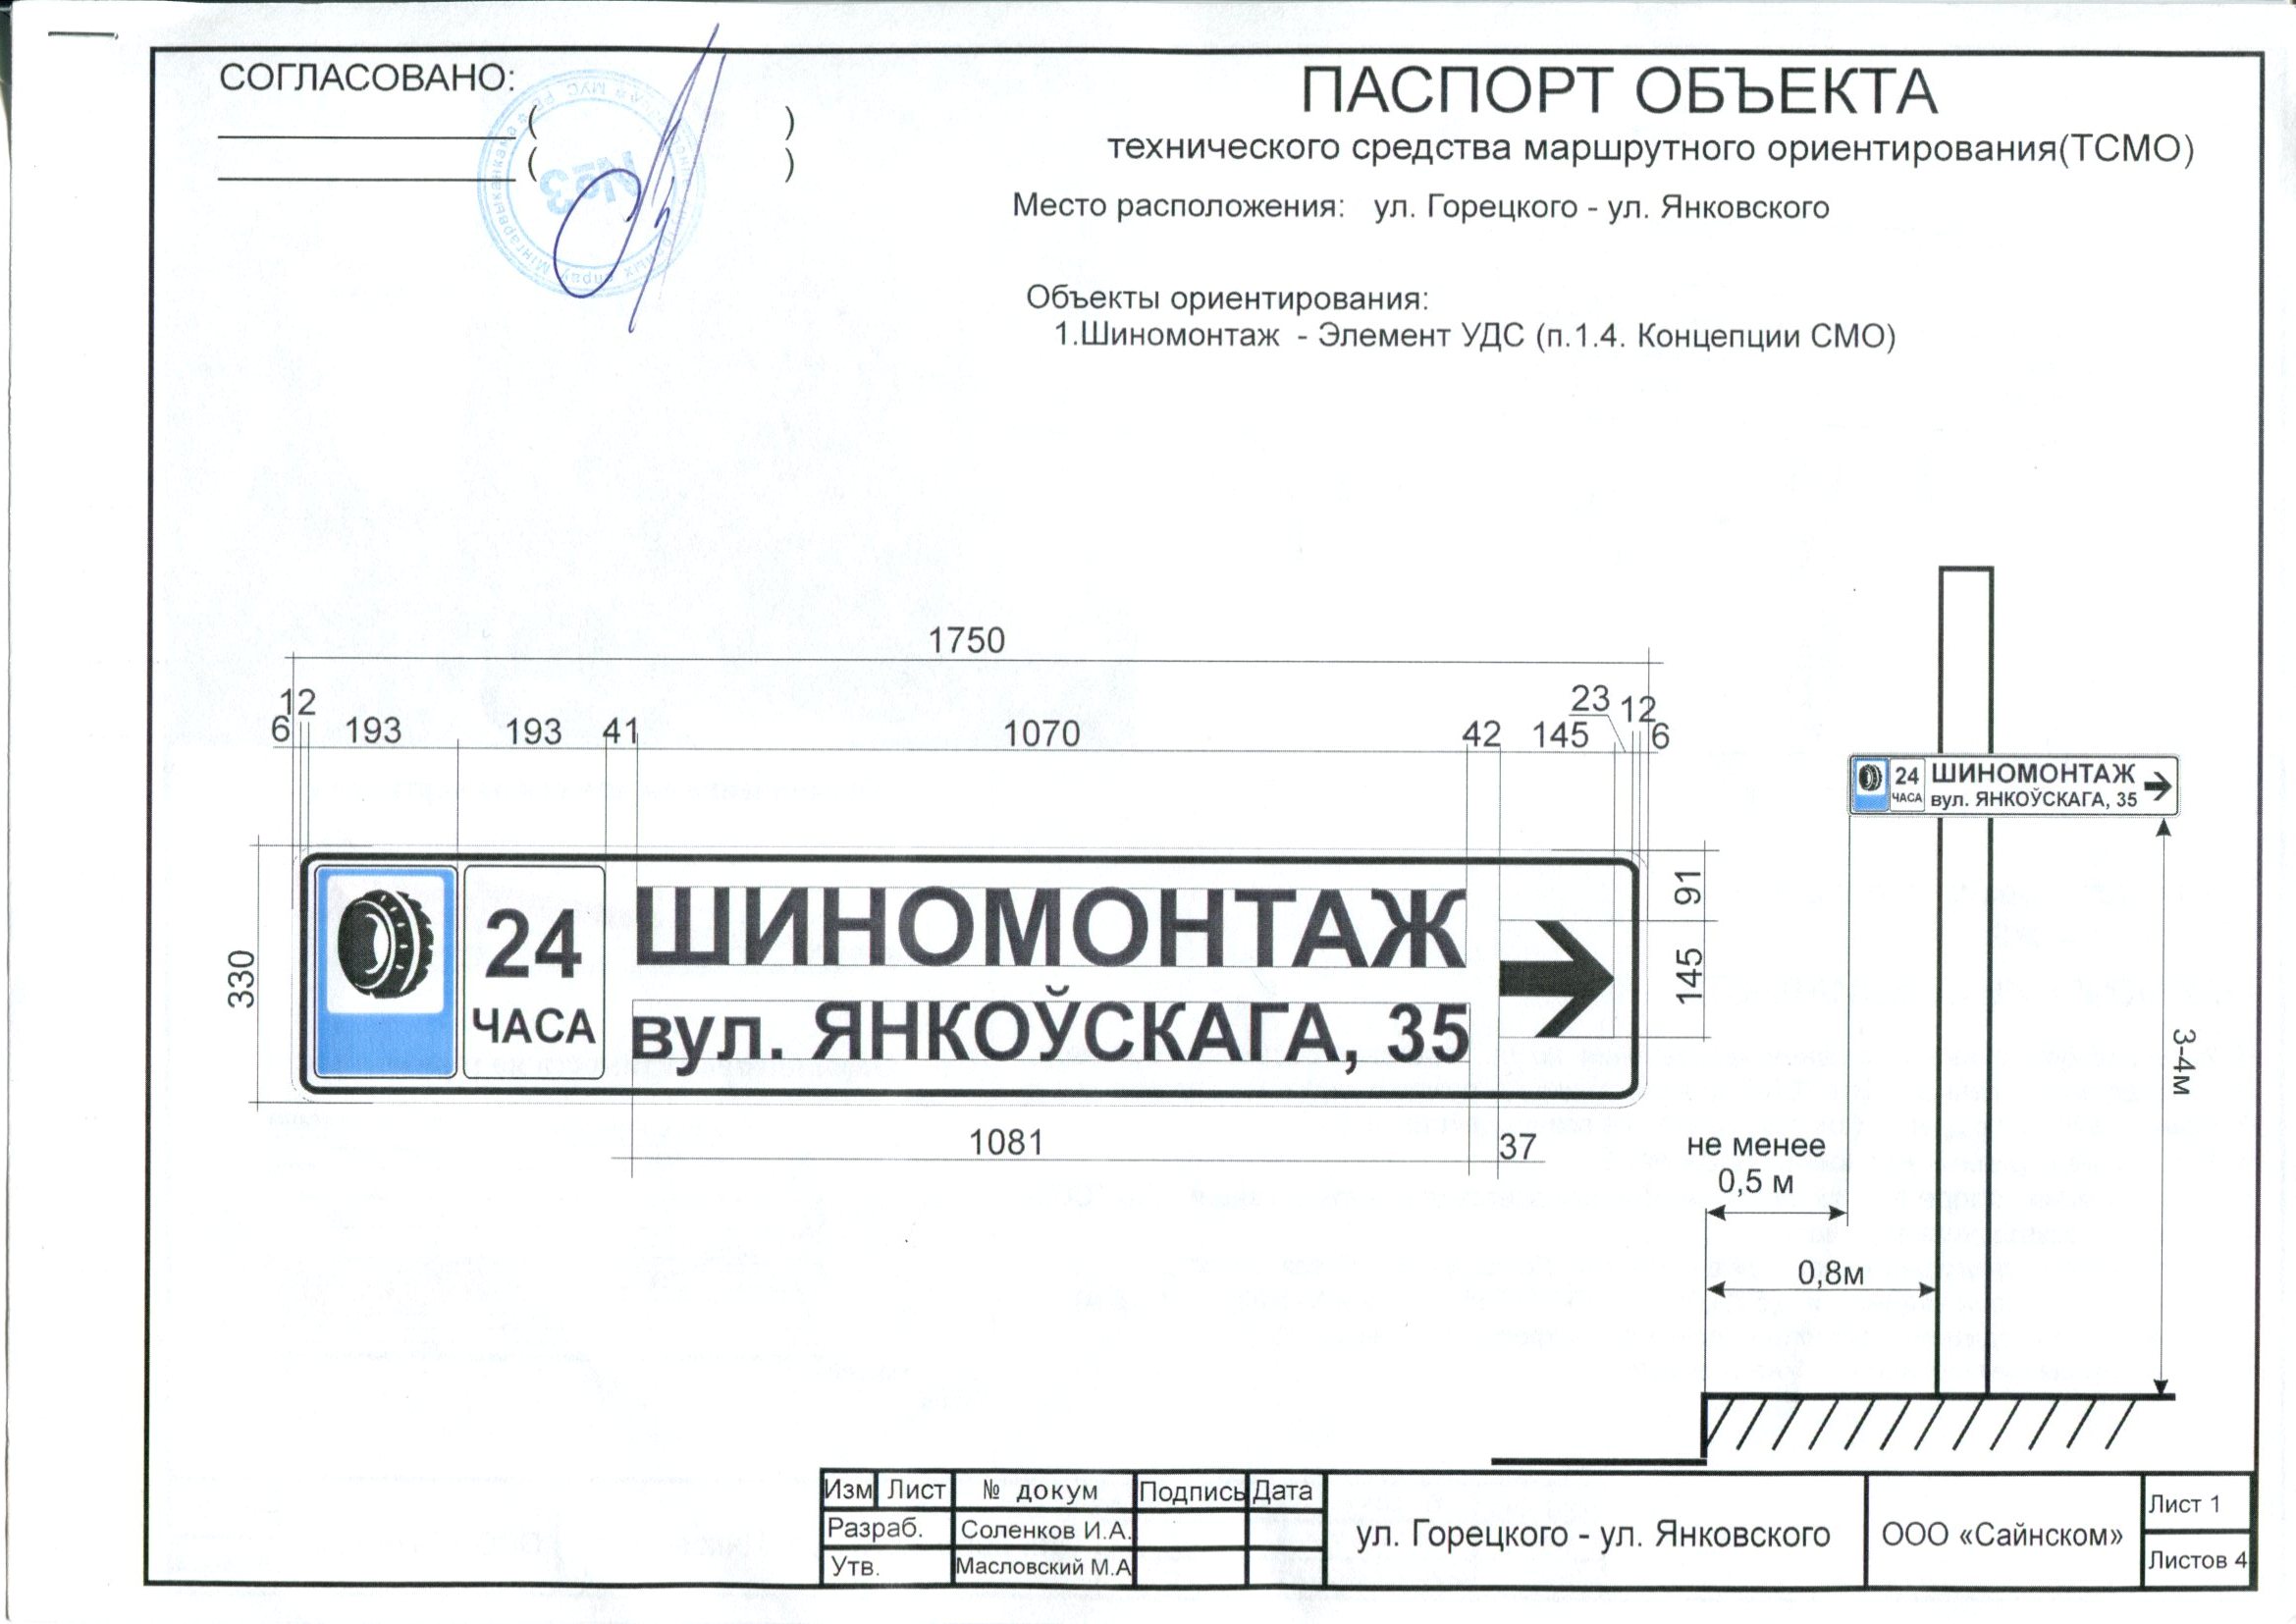 СОГЛАСОВАНО:
( )
( )
№3
ПАСПОРТ ОБЪЕКТА
технического средства маршрутного ориентирования(ТСМО)
Место расположения: ул. Горецкого - ул. Янковского
Объекты ориентирования:
1.Шиномонтаж - Элемент УДС (п.1.4. Концепции СМО)
1750
12 23 12
6 193 193 41 1070 42 145 6
330
24
ЧАСА
ШИНОМОНТАЖ
вул. ЯНКОЎСКАГА, 35
91
145
1081 37
24
ЧАСА
ШИНОМОНТАЖ
вул. ЯНКОЎСКАГА, 35
3-4м
не менее
0,5 м
0,8м
Изм Лист № докум Подпись Дата
Разраб. Соленков И.А.
Утв. Масловский М.А
ул. Горецкого - ул. Янковского
ООО «Сайнском»
Лист 1
Листов 4